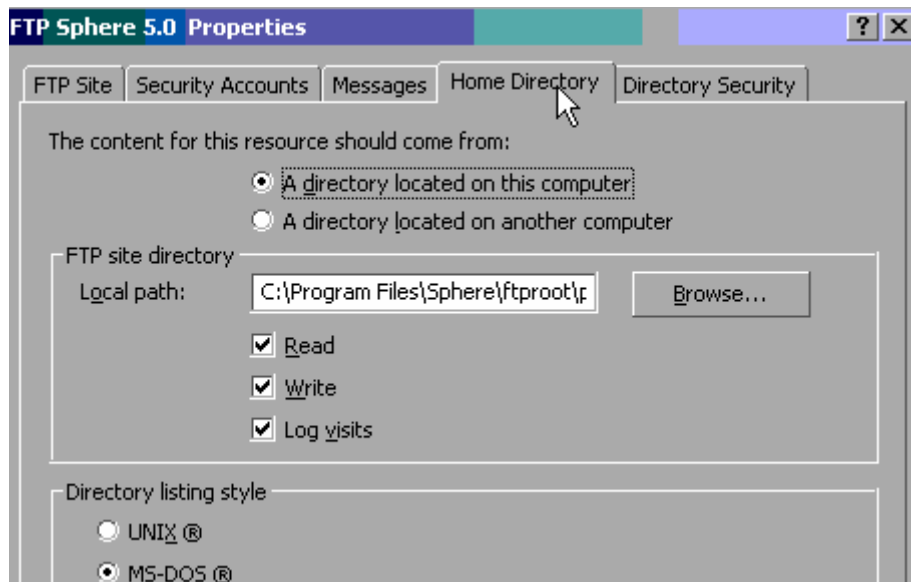 FTP Sphere 5.0 Properties
FTP Site Security Accounts Messages Home Directory Directory Security
The content for this resource should come from:
A directory located on this computer
A directory located on another computer
FTP site directory
Local path: C:\Program Files\Sphere\ftproot\ Browse...
Read
Write
Log visits
Directory listing style
UNIX ®
MS-DOS ®